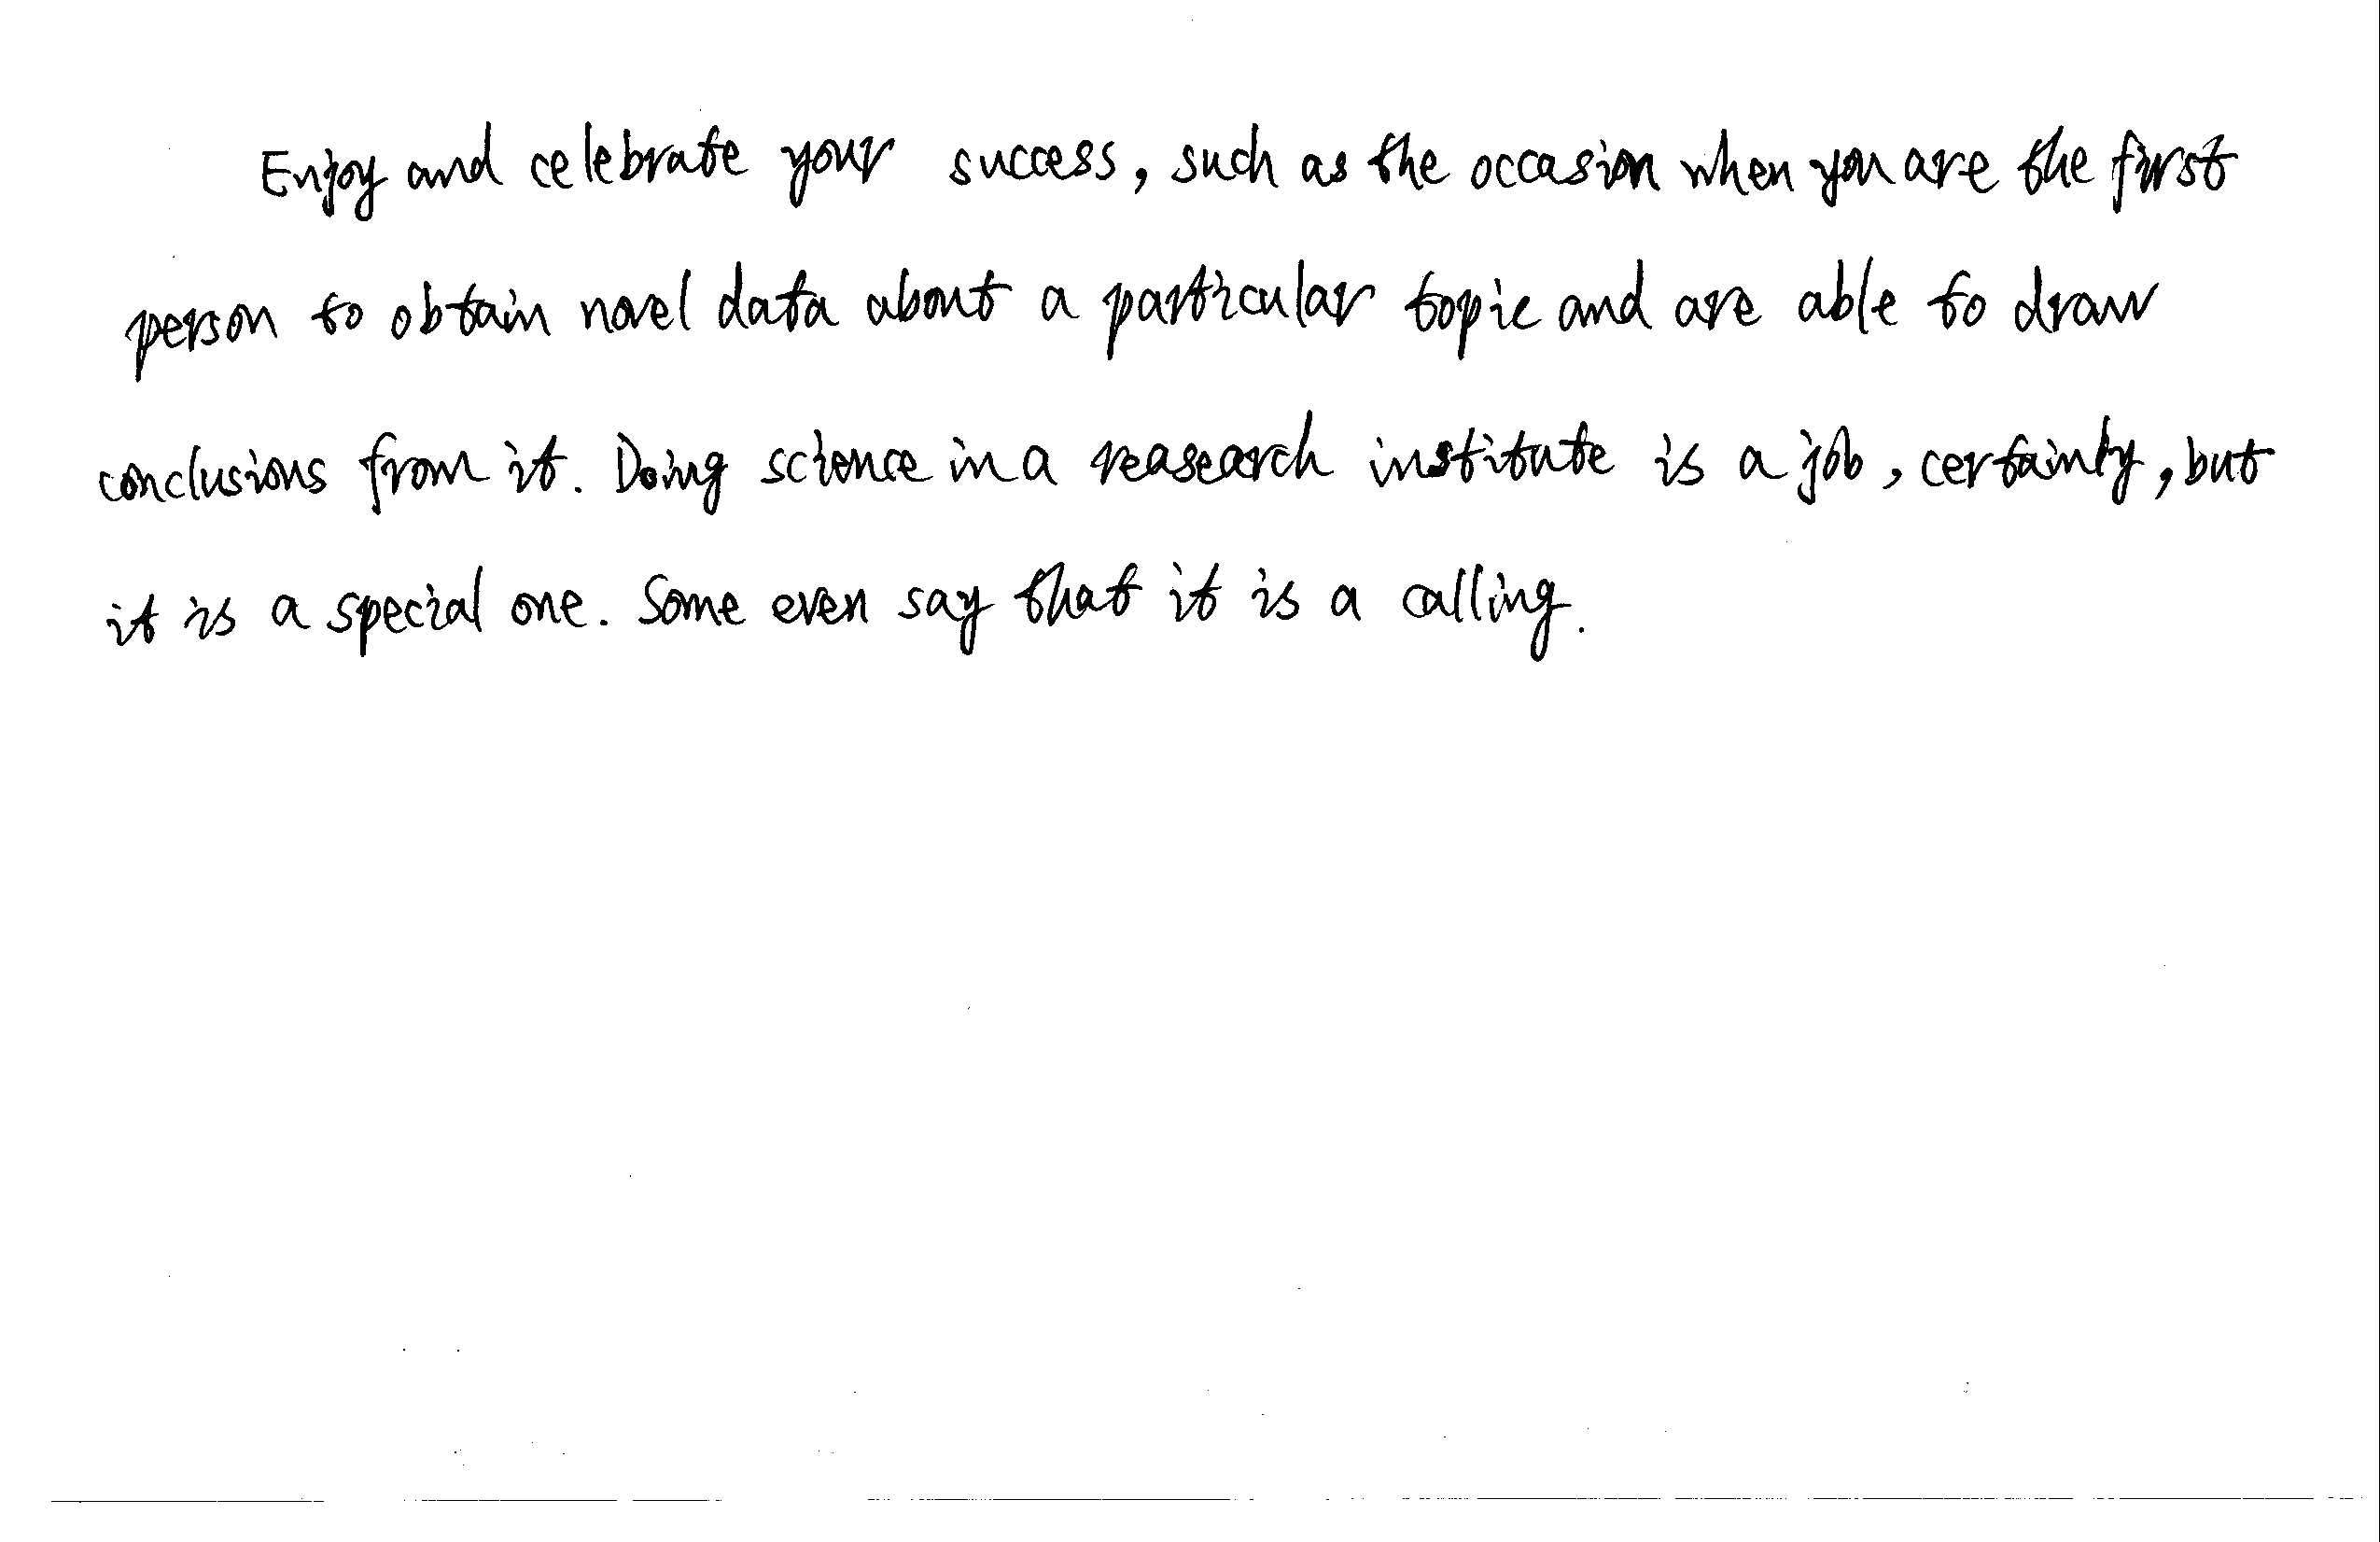 Enjoy and celebrate your success, such as the occasion when you are the first
person to obtain novel data about a particular topic and are able to draw
conclusions from it. Doing science in a reasearch institute is a job, certainly, but
it is a special one. Some even say that it is a calling.